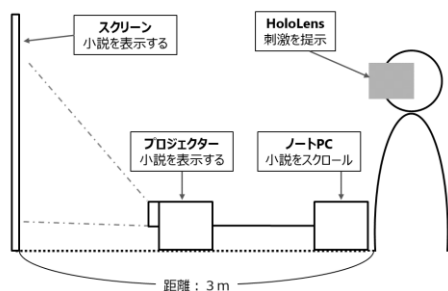 スクリーン
小説を表示する
HoloLens
刺激を提示
プロジェクター
小説を表示する
ノートPC
小説をスクロール
距離：3m